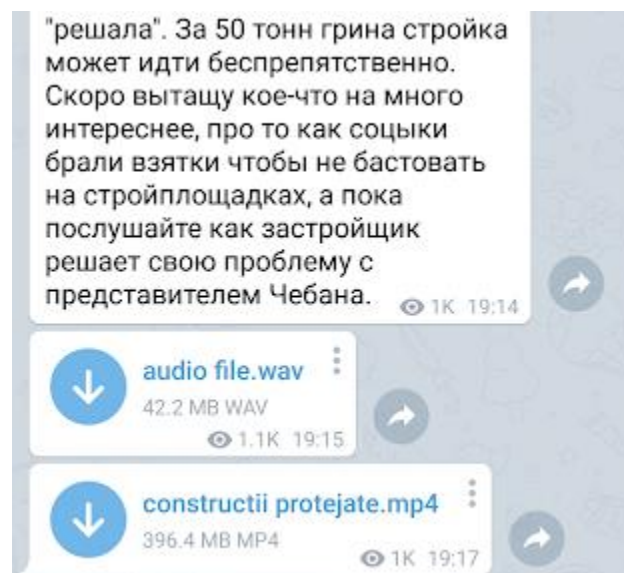 "решала". За 50 тонн грина стройка
может идти беспрепятственно.
Скоро вытащу кое-что на много
интереснее, про то как соцыки
брали взятки чтобы не бастовать
на стройплощадках, а пока
послушайте как застройщик
решает свою проблему с
представителем Чебана.
1K 19:14
audio file.wav
42.2 MB WAV
1.1K 19:15
constructii protejate.mp4
396.4 MB MP4
1K 19:17